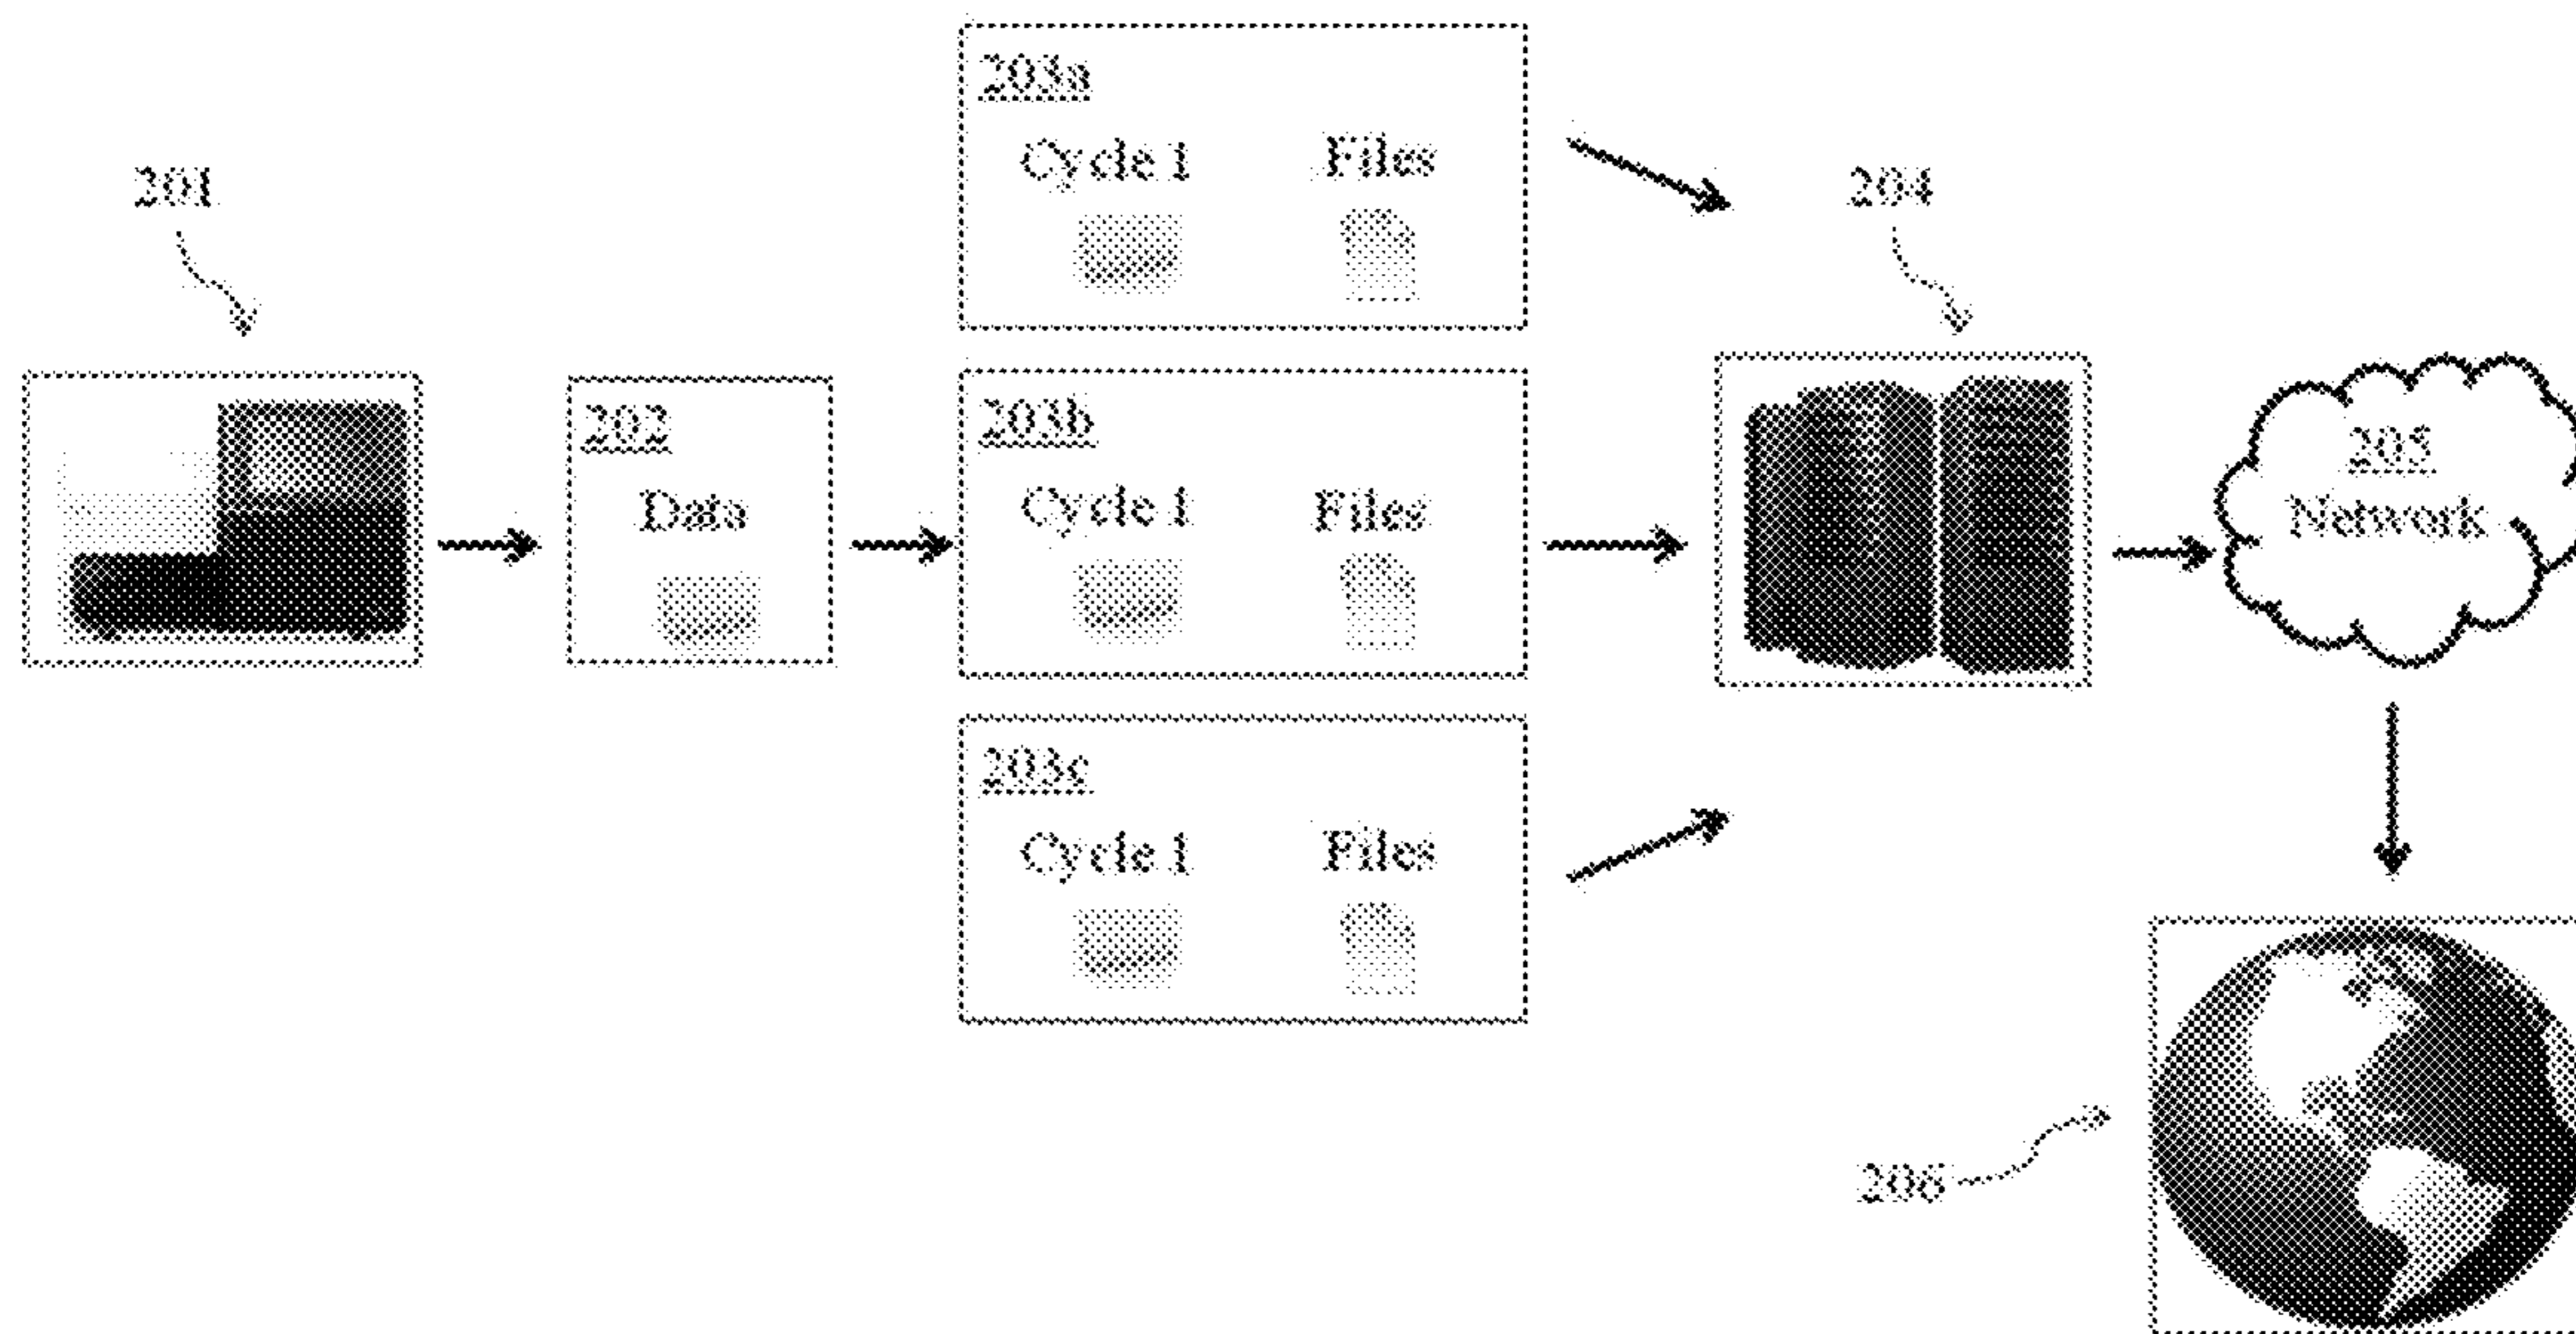 203a
Cycle 1 Files
201
204
202
Data
203b
Cycle 1 Files
205
Network
203c
Cycle 1 Files
206